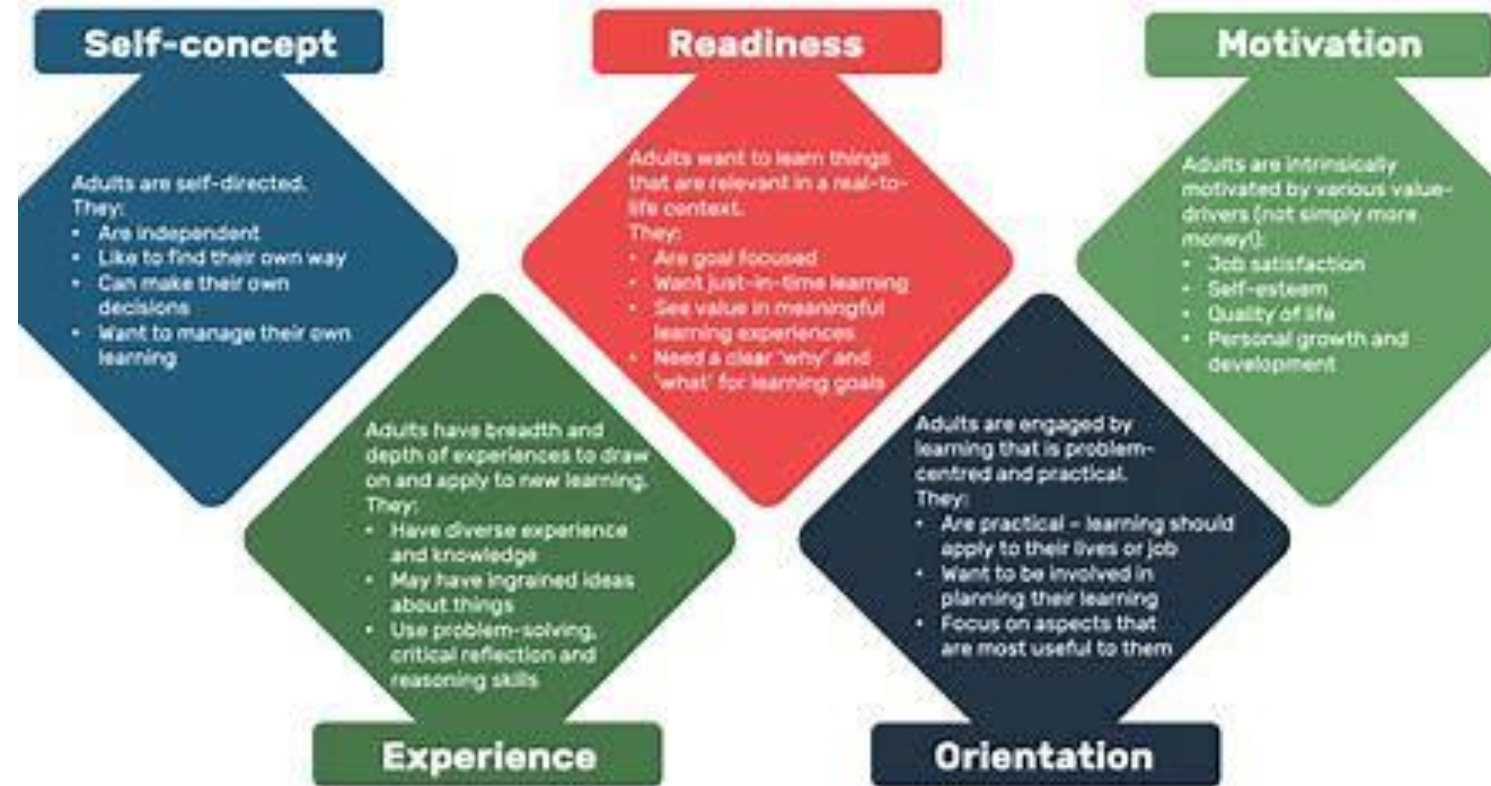 Self-concept
Adults are self-directed.
They:
• Are independent
• Like to find their own way
• Can make their own
decisions
• Want to manage their own
learning
Adults have breadth and
depth of experiences to draw
on and apply to new learning.
They:
• Have diverse experience
and knowledge
• May have ingrained ideas
about things
• Use problem-solving,
critical reflection and
reasoning skills
Experience
Readiness
Adults want to learn things
that are relevant in a real-to-
life context.
They:
• Are goal focused
• Want just-in-time learning
• See value in meaningful
learning experiences
• Need a clear 'why' and
'what' for learning goals
Adults are engaged by
learning that is problem-
centred and practical.
They:
• Are practical – learning should
apply to their lives or job
• Want to be involved in
planning their learning
• Focus on aspects that
are most useful to them
Orientation
Motivation
Adults are intrinsically
motivated by various value-
drivers (not simply more
money!):
• Job satisfaction
• Self-esteem
• Quality of life
• Personal growth and
development